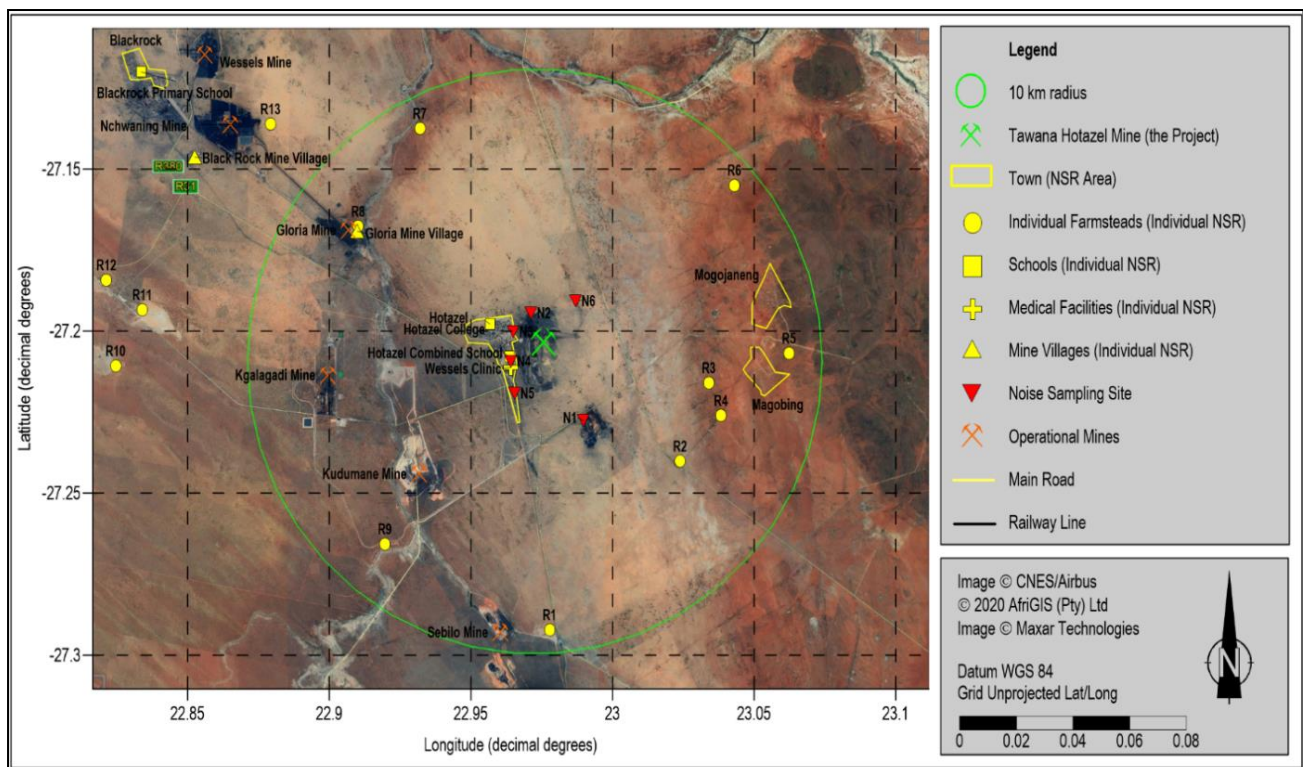 Blackrock
Wessels Mine
Blackrock Primary School
Nchwaning Mine
R13
R7
Black Rock Mine Village
R380
R31
-27.15
R6
R8
Gloria Mine
Gloria Mine Village
R12
R11
Mogojaneng
N6
N2
Hotazel
Hotazel College
N3
-27.2
R5
Hotazel Combined School
N4
Wessels Clinic
R10
Kgalagadi Mine
R3
Magobing
N5
R4
N1
R2
Kudumane Mine
-27.25
R9
R1
Sebilo Mine
-27.3
22.85
22.9
22.95
23
23.05
23.1
Latitude (decimal degrees)
Longitude (decimal degrees)
Legend
10 km radius
Tawana Hotazel Mine (the Project)
Town (NSR Area)
Individual Farmsteads (Individual NSR)
Schools (Individual NSR)
Medical Facilities (Individual NSR)
Mine Villages (Individual NSR)
Noise Sampling Site
Operational Mines
Main Road
Railway Line
Image © CNES/Airbus
© 2020 AfriGIS (Pty) Ltd
Image © Maxar Technologies
Datum WGS 84
Grid Unprojected Lat/Long
N
0 0.02 0.04 0.06 0.08